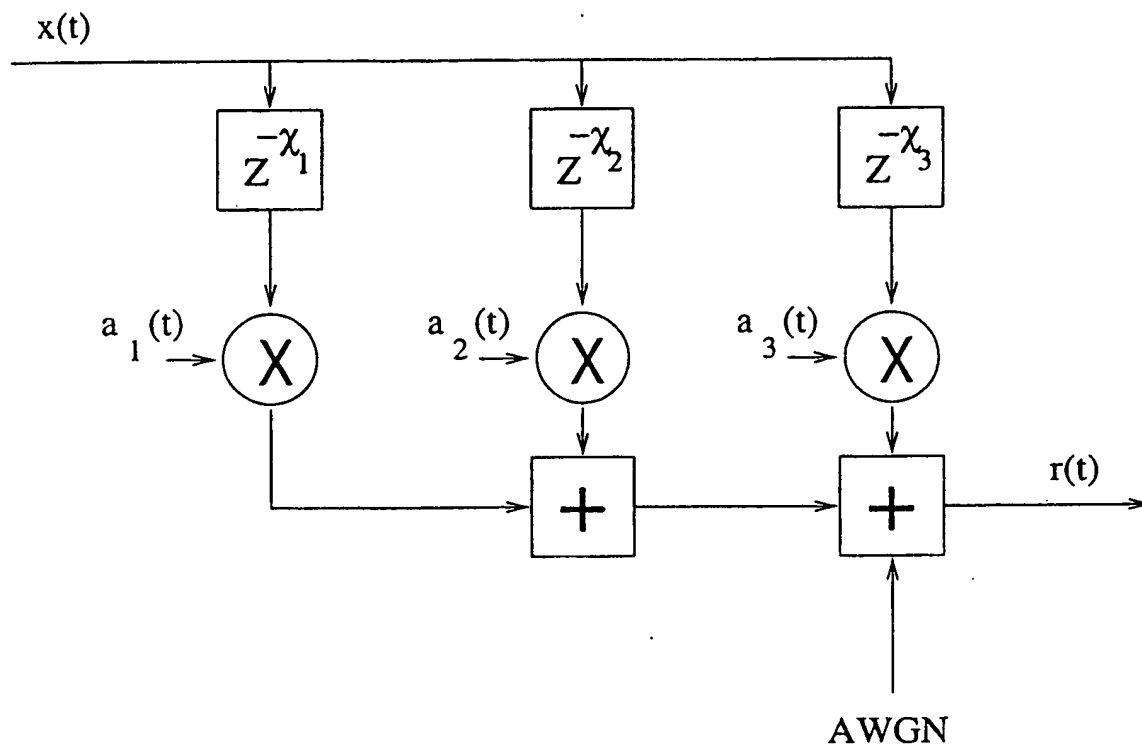 x(t)
Z^{-χ_1}
Z^{-χ_2}
Z^{-χ_3}
a_1(t)
X
a_2(t)
X
a_3(t)
X
+
+
r(t)
AWGN